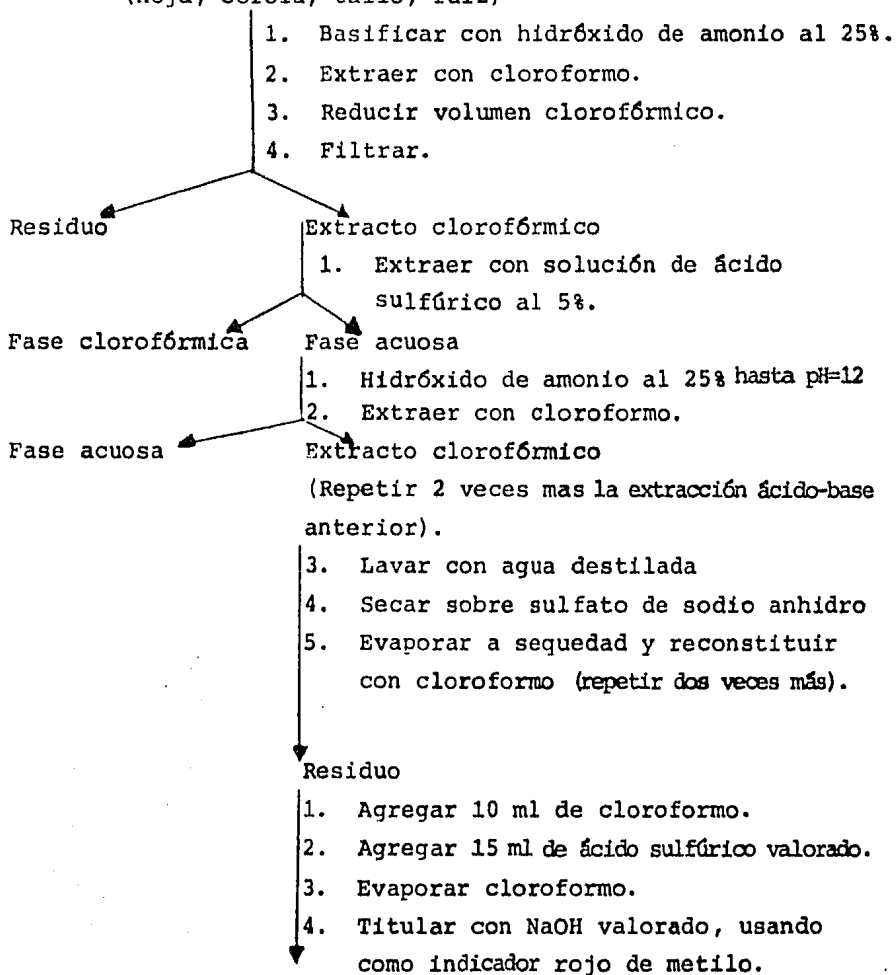 (hoja, corola, tallo, raíz)
1. Basificar con hidróxido de amonio al 25%.
2. Extraer con cloroformo.
3. Reducir volumen clorofórmico.
4. Filtrar.
Residuo Extracto clorofórmico
1. Extraer con solución de ácido
sulfúrico al 5%.
Fase clorofórmica Fase acuosa
1. Hidróxido de amonio al 25% hasta pH=12
2. Extraer con cloroformo.
Fase acuosa Extracto clorofórmico
(Repetir 2 veces mas la extracción ácido-base
anterior).
3. Lavar con agua destilada
4. Secar sobre sulfato de sodio anhidro
5. Evaporar a sequedad y reconstituir
con cloroformo (repetir dos veces más).
Residuo
1. Agregar 10 ml de cloroformo.
2. Agregar 15 ml de ácido sulfúrico valorado.
3. Evaporar cloroformo.
4. Titular con NaOH valorado, usando
como indicador rojo de metilo.